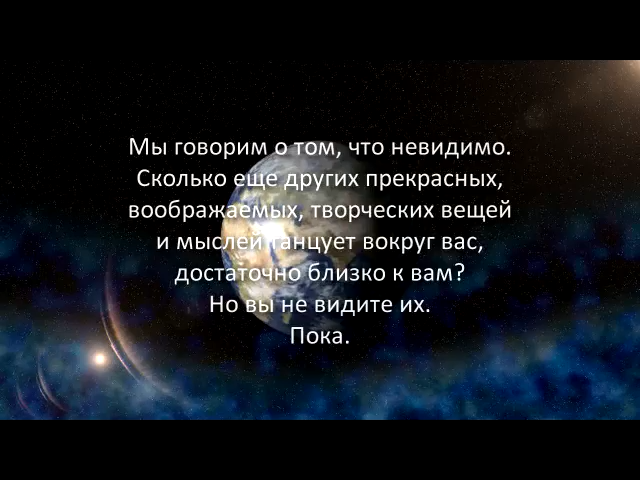 Мы говорим о том, что невидимо.
Сколько еще других прекрасных,
воображаемых, творческих вещей
и мыслей танцует вокруг вас,
достаточно близко к вам?
Но вы не видите их.
Пока.